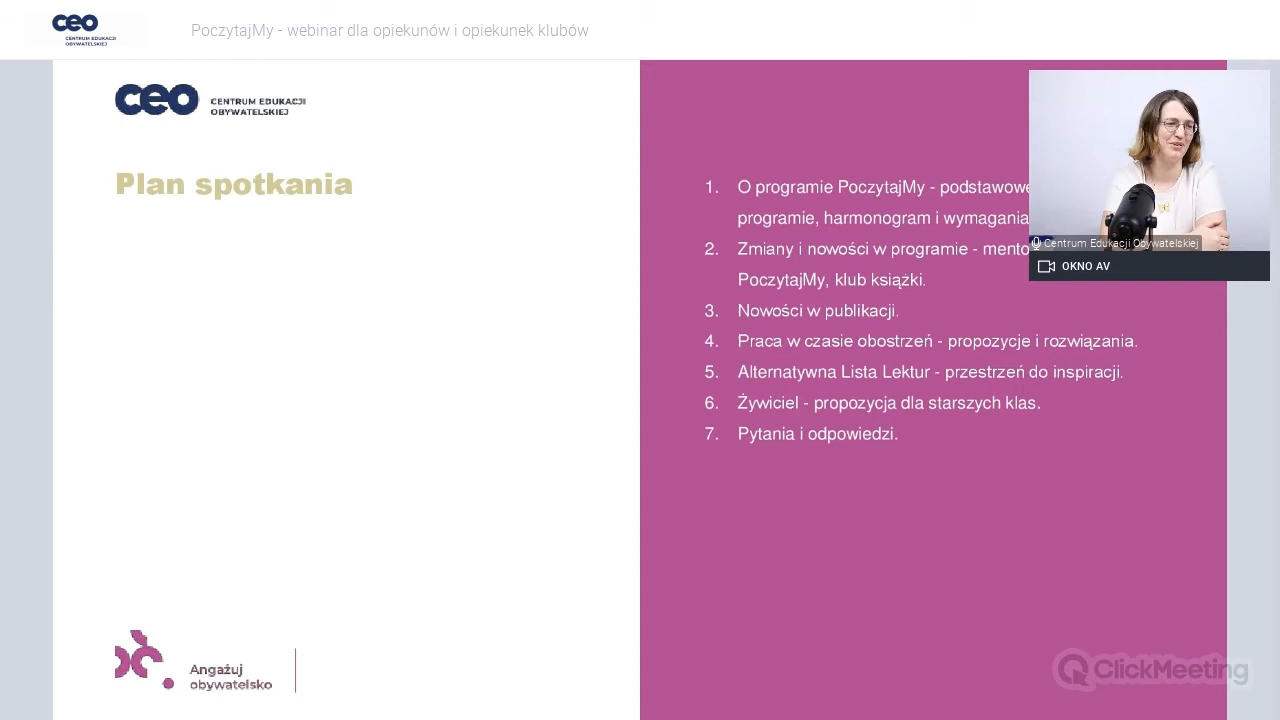 ceo
CENTRUM EDUKACJI
OBYWATELSKIEJ
PoczytajMy - webinar dla opiekunów i opiekunek klubów
ceo
CENTRUM EDUKACJI
OBYWATELSKIEJ
Plan spotkania
1. O programie PoczytajMy - podstawowe
programie, harmonogram i wymagania
2. Zmiany i nowości w programie - mento
PoczytajMy, klub książki.
3. Nowości w publikacji.
4. Praca w czasie obostrzeń - propozycje i rozwiązania.
5. Alternatywna Lista Lektur - przestrzeń do inspiracji.
6. Żywiciel - propozycja dla starszych klas.
7. Pytania i odpowiedzi.
Centrum Edukacji Obywatelskiej
OKNO AV
Angażuj
obywatelsko
ClickMeeting